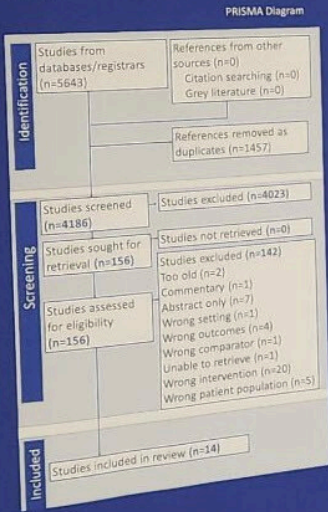 PRISMA Diagram
Identification
Studies from
databases/registrars
(n=5643)
References from other
sources (n=0)
Citation searching (n=0)
Grey literature (n=0)
References removed as
duplicates (n=1457)
Screening
Studies screened
(n=4186)
Studies excluded (n=4023)
Studies sought for
retrieval (n=156)
Studies not retrieved (n=0)
Studies assessed
for eligibility
(n=156)
Studies excluded (n=142)
Too old (n=2)
Commentary (n=1)
Abstract only (n=7)
Wrong setting (n=1)
Wrong outcomes (n=4)
Wrong comparator (n=1)
Unable to retrieve (n=1)
Wrong intervention (n=20)
Wrong patient population (n=5)
Included
Studies included in review (n=14)